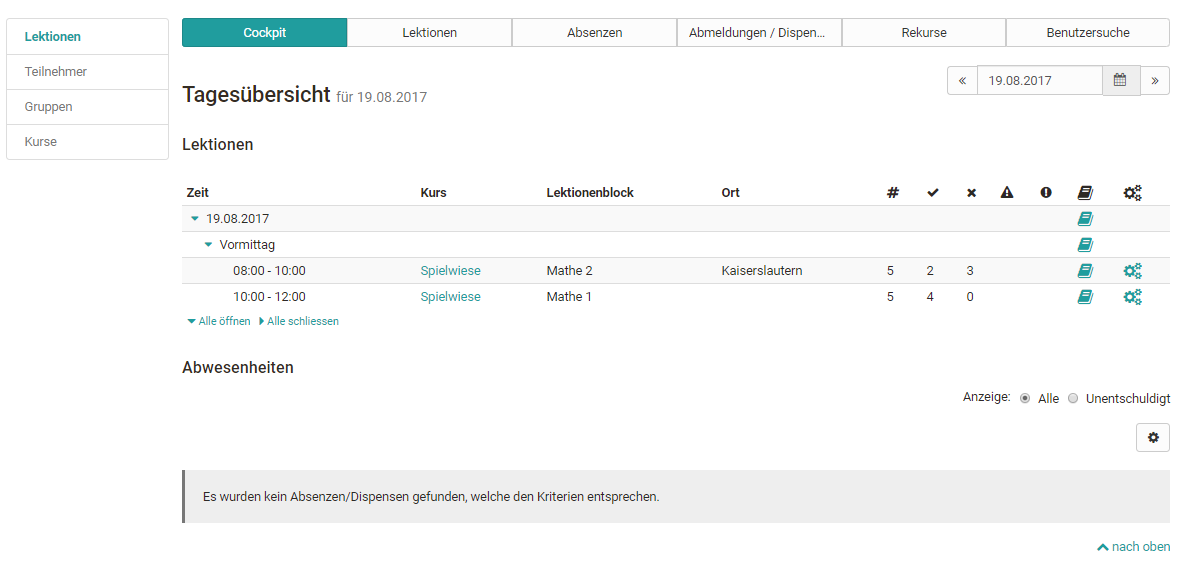 Lektionen
Teilnehmer
Gruppen
Kurse
Cockpit Lektionen Absenzen Abmeldungen / Dispen... Rekurse Benutzersuche
« 19.08.2017 »
Tagesübersicht für 19.08.2017
Lektionen
Zeit Kurs Lektionenblock Ort #
19.08.2017
Vormittag
08:00 - 10:00 Spielwiese Mathe 2 Kaiserslautern 5 2 3
10:00 - 12:00 Spielwiese Mathe 1 5 4 0
Alle öffnen Alle schliessen
Abwesenheiten
Anzeige: Alle Unentschuldigt
Es wurden kein Absenzen/Dispensen gefunden, welche den Kriterien entsprechen.
nach oben